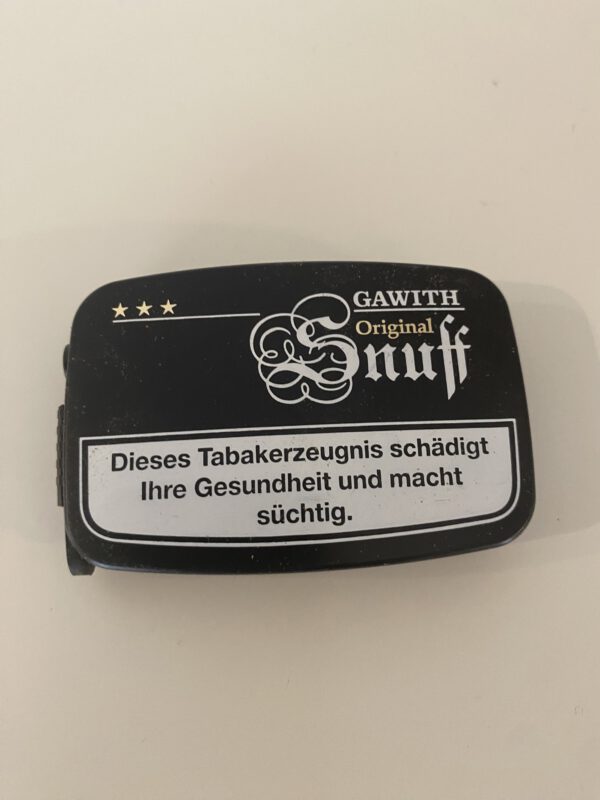 GAWITH
Original
Snuff
Dieses Tabakerzeugnis schädigt
Ihre Gesundheit und macht
süchtig.